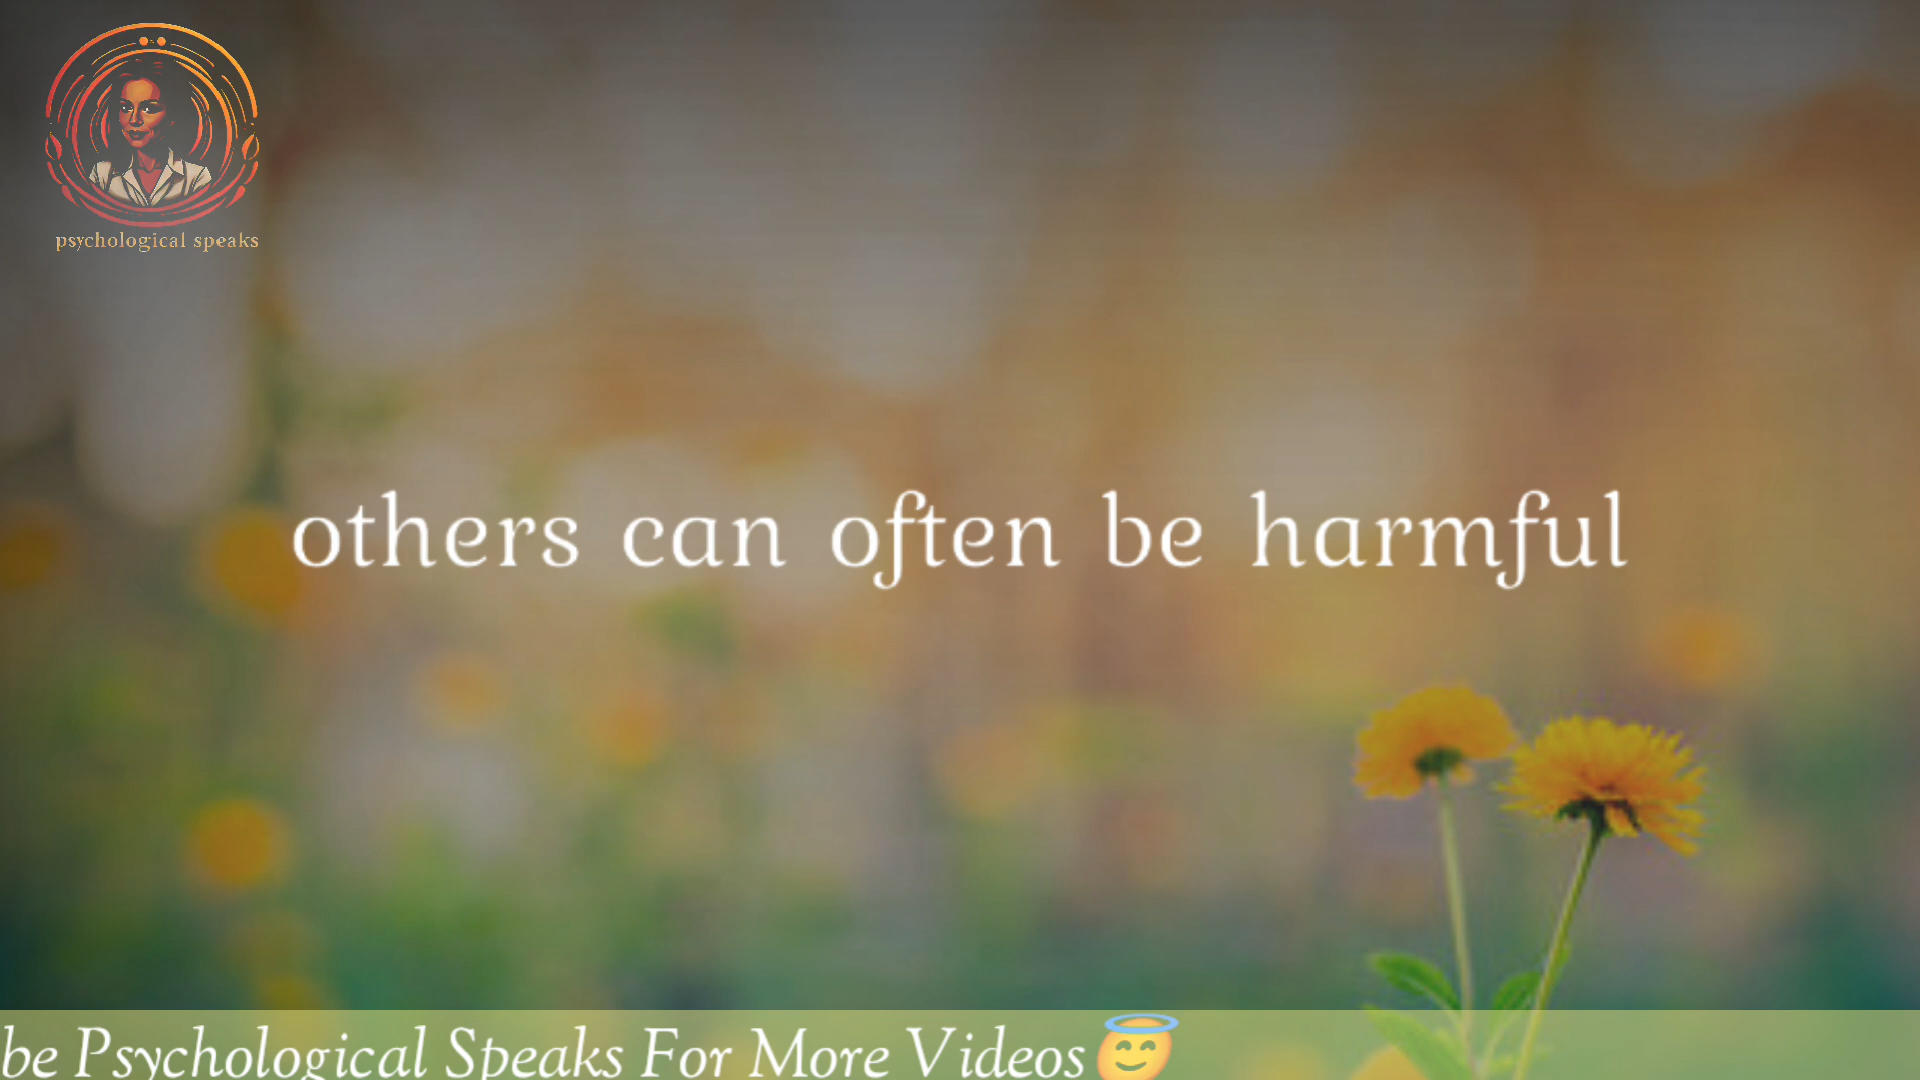 psychological speaks
others can often be harmful
be Psychological Speaks For More Videos 😇